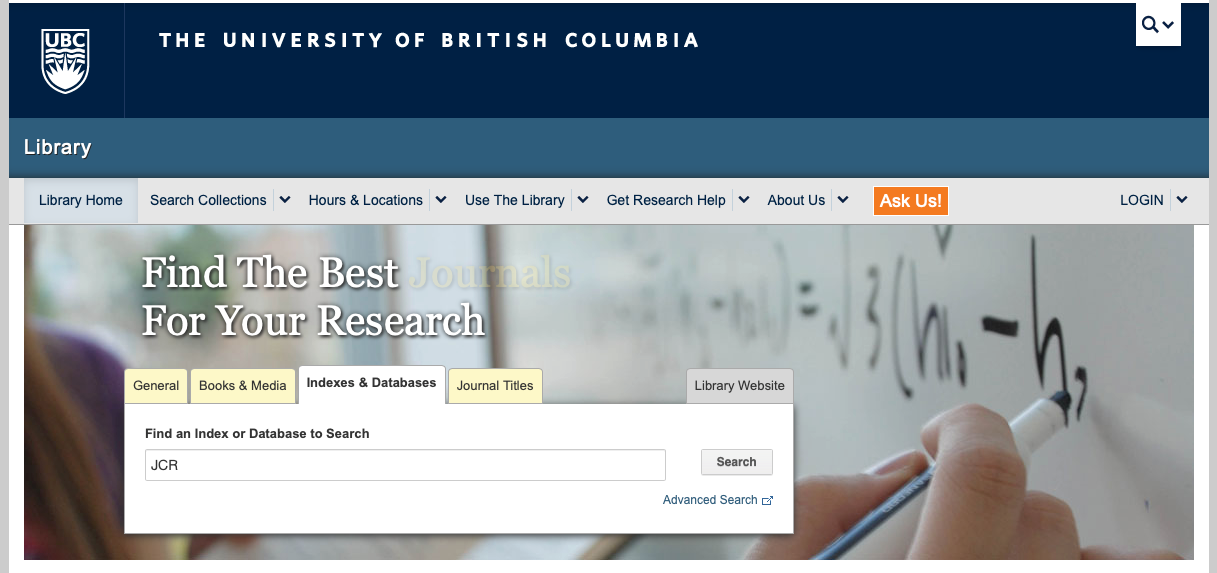 UBC
THE UNIVERSITY OF BRITISH COLUMBIA
Library
Library Home Search Collections Hours & Locations Use The Library Get Research Help About Us Ask Us! LOGIN
Find The Best Journals
For Your Research
General Books & Media Indexes & Databases Journal Titles Library Website
Find an Index or Database to Search
JCR Search
Advanced Search